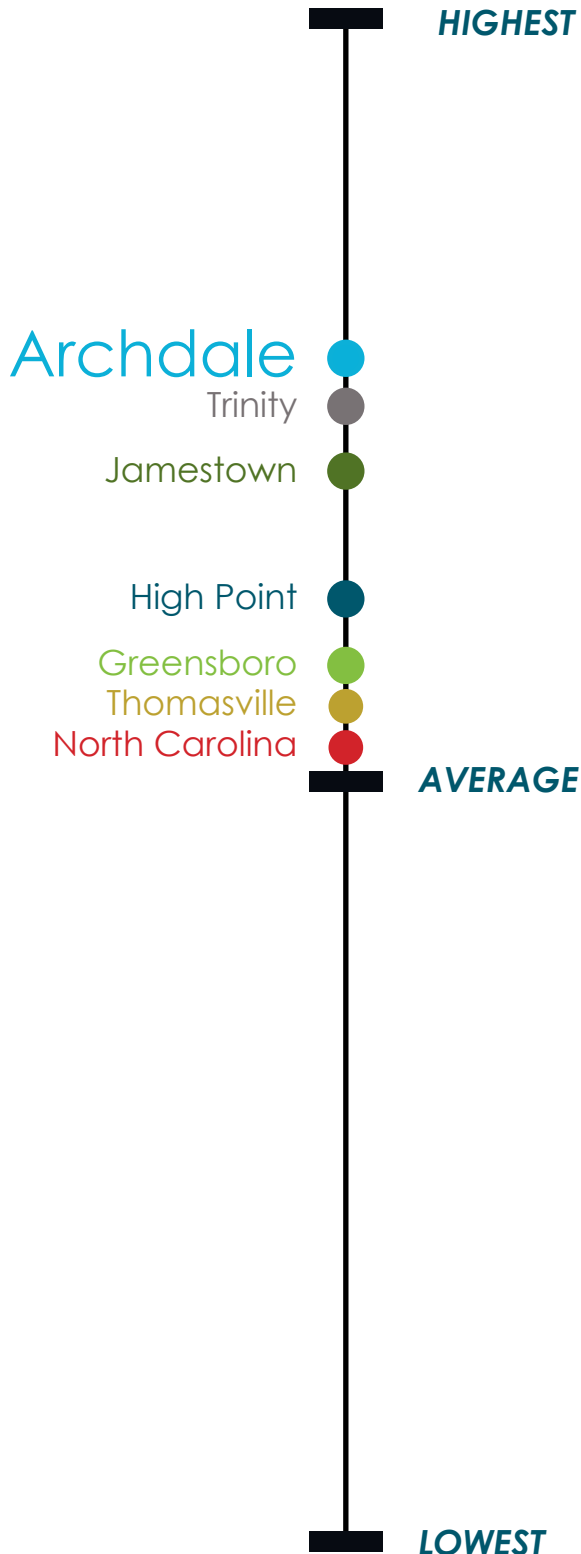 HIGHEST
Archdale
Trinity
Jamestown
High Point
Greensboro
Thomasville
North Carolina
AVERAGE
LOWEST